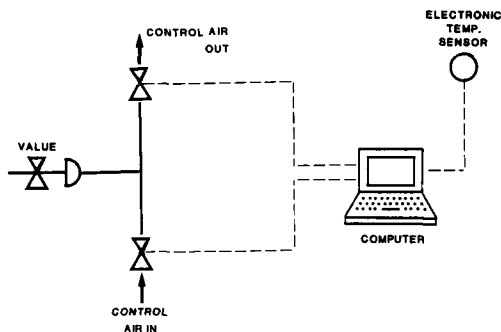 ELECTRONIC
TEMP.
SENSOR
CONTROL AIR
OUT
VALUE
COMPUTER
CONTROL
AIR IN